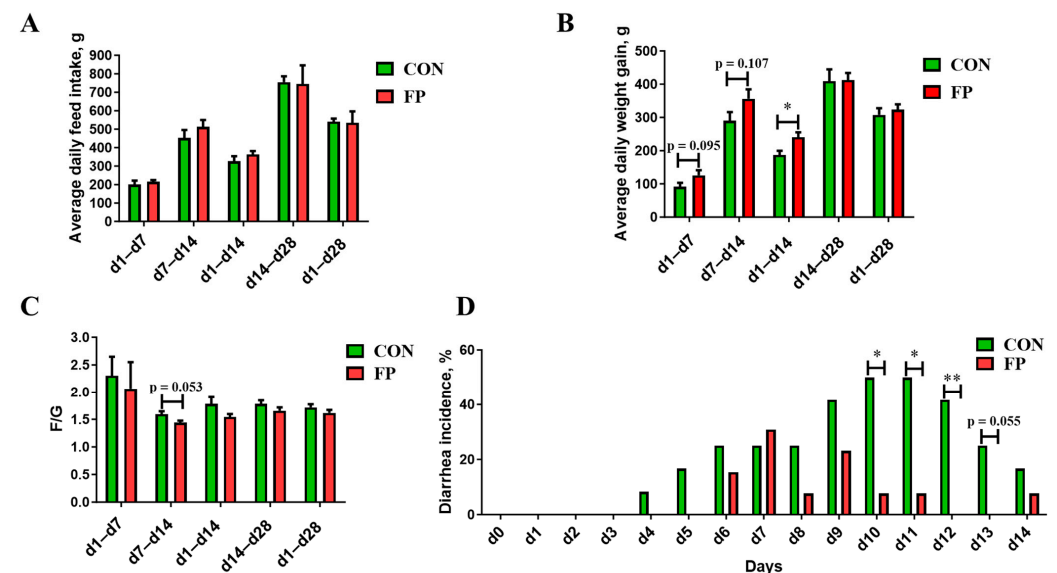 A
Average daily feed intake, g
900
800
700
600
500
400
300
200
100
0
d1–d7
d7–d14
d1–d14
d14–d28
d1–d28
CON
FP
B
Average daily weight gain, g
500
400
300
200
100
0
p = 0.095
p = 0.107
*
d1–d7
d7–d14
d1–d14
d14–d28
d1–d28
CON
FP
C
F/G
3.0
2.5
2.0
1.5
1.0
0.5
0.0
p = 0.053
d1–d7
d7–d14
d1–d14
d14–d28
d1–d28
CON
FP
D
Diarrhea incidence, %
60
40
20
0
*
*
**
p = 0.055
d0
d1
d2
d3
d4
d5
d6
d7
d8
d9
d10
d11
d12
d13
d14
Days
CON
FP